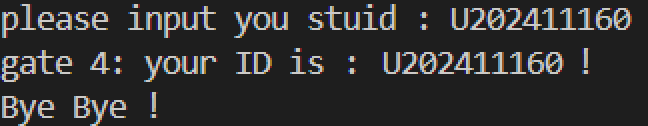 please input you stuid : U202411160
gate 4: your ID is : U202411160 !
Bye Bye !